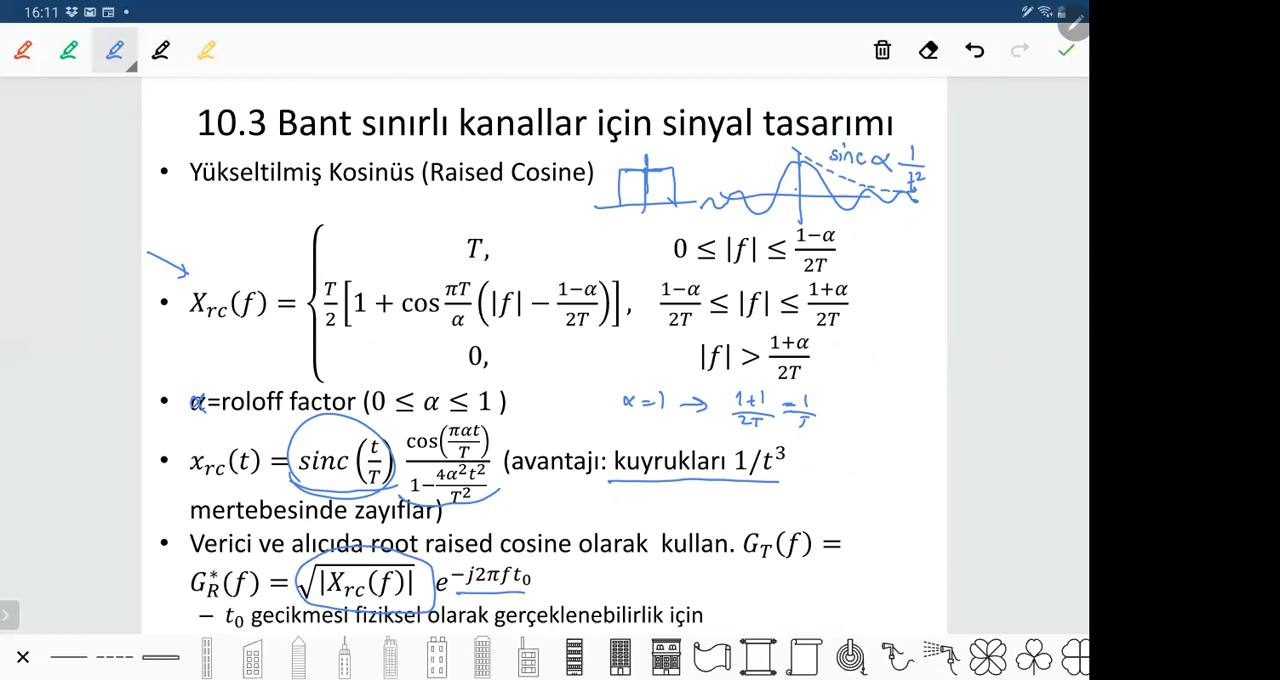 16:11
10.3 Bant sınırlı kanallar için sinyal tasarımı
• Yükseltilmiş Kosinüs (Raised Cosine)
sinc α 1/t²
T, 0 ≤ |f| ≤ (1−α)/2T
• X_rc(f) = { T/2 [1 + cos πT/α (|f| − (1−α)/2T)], (1−α)/2T ≤ |f| ≤ (1+α)/2T
0, |f| > (1+α)/2T
• α=roloff factor (0 ≤ α ≤ 1 ) α=1 → (1+1)/2T = 1/T
• x_rc(t) = sinc(t/T) cos(παt/T) / (1 − 4α²t²/T²) (avantajı: kuyrukları 1/t³
mertebesinde zayıflar)
• Verici ve alıcıda root raised cosine olarak kullan. G_T(f) =
G_R^*(f) = √|X_rc(f)| e^−j2πft₀
– t₀ gecikmesi fiziksel olarak gerçeklenebilirlik için